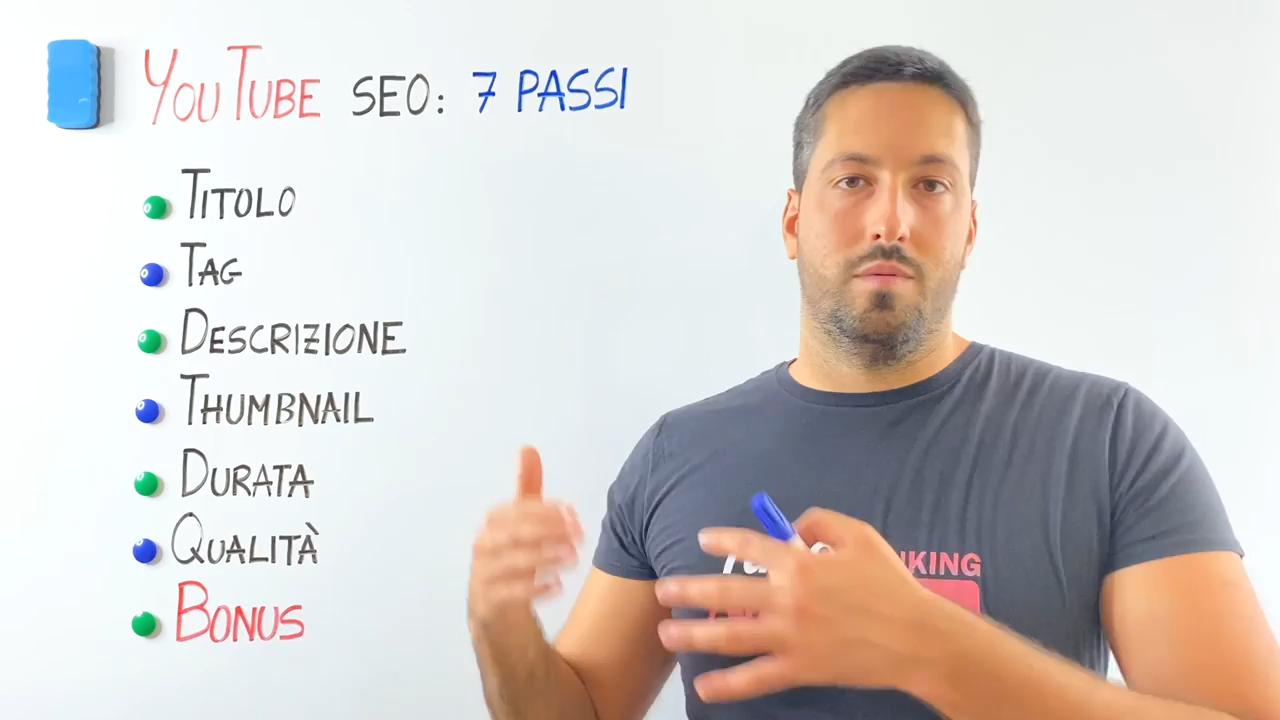 YouTube SEO: 7 PASSI
Titolo
Tag
Descrizione
Thumbnail
Durata
Qualità
Bonus